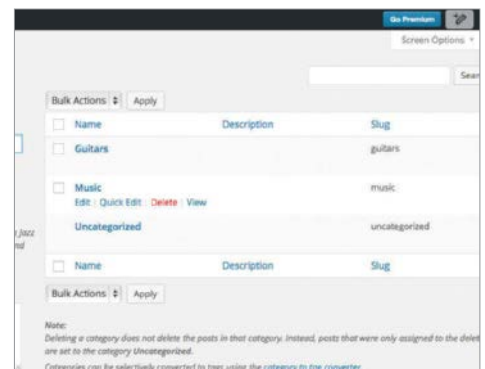 Go Premium
Screen Options
Sear
Bulk Actions Apply
Name Description Slug
Guitars guitars
Music music
Edit | Quick Edit | Delete | View
Uncategorized uncategorized
Jazz
nd
Name Description Slug
Bulk Actions Apply
Note:
Deleting a category does not delete the posts in that category. Instead, posts that were only assigned to the delet
are set to the category Uncategorized.
Categories can be selectively converted to tags using the category to tag converter